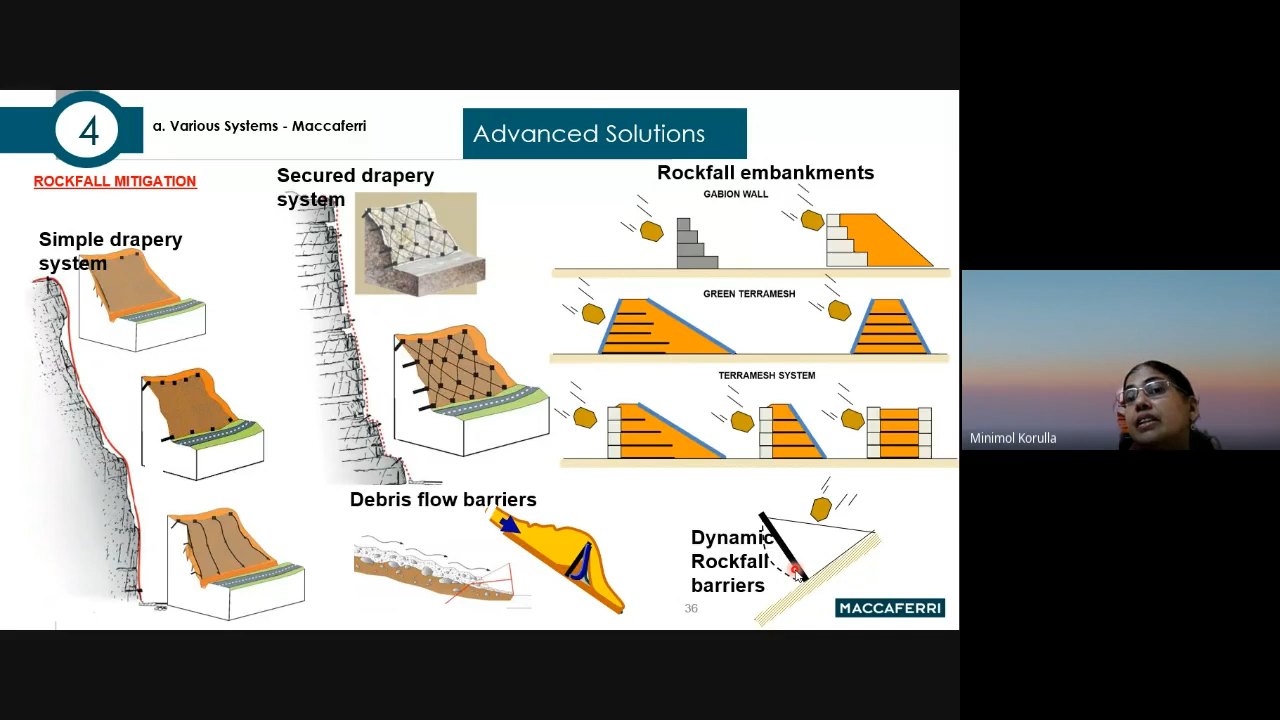 4
a. Various Systems - Maccaferri
Advanced Solutions
ROCKFALL MITIGATION
Simple drapery
system
Secured drapery
system
Rockfall embankments
GABION WALL
GREEN TERRAMESH
TERRAMESH SYSTEM
Debris flow barriers
Dynamic
Rockfall
barriers
36
MACCAFERRI
Minimol Korulla